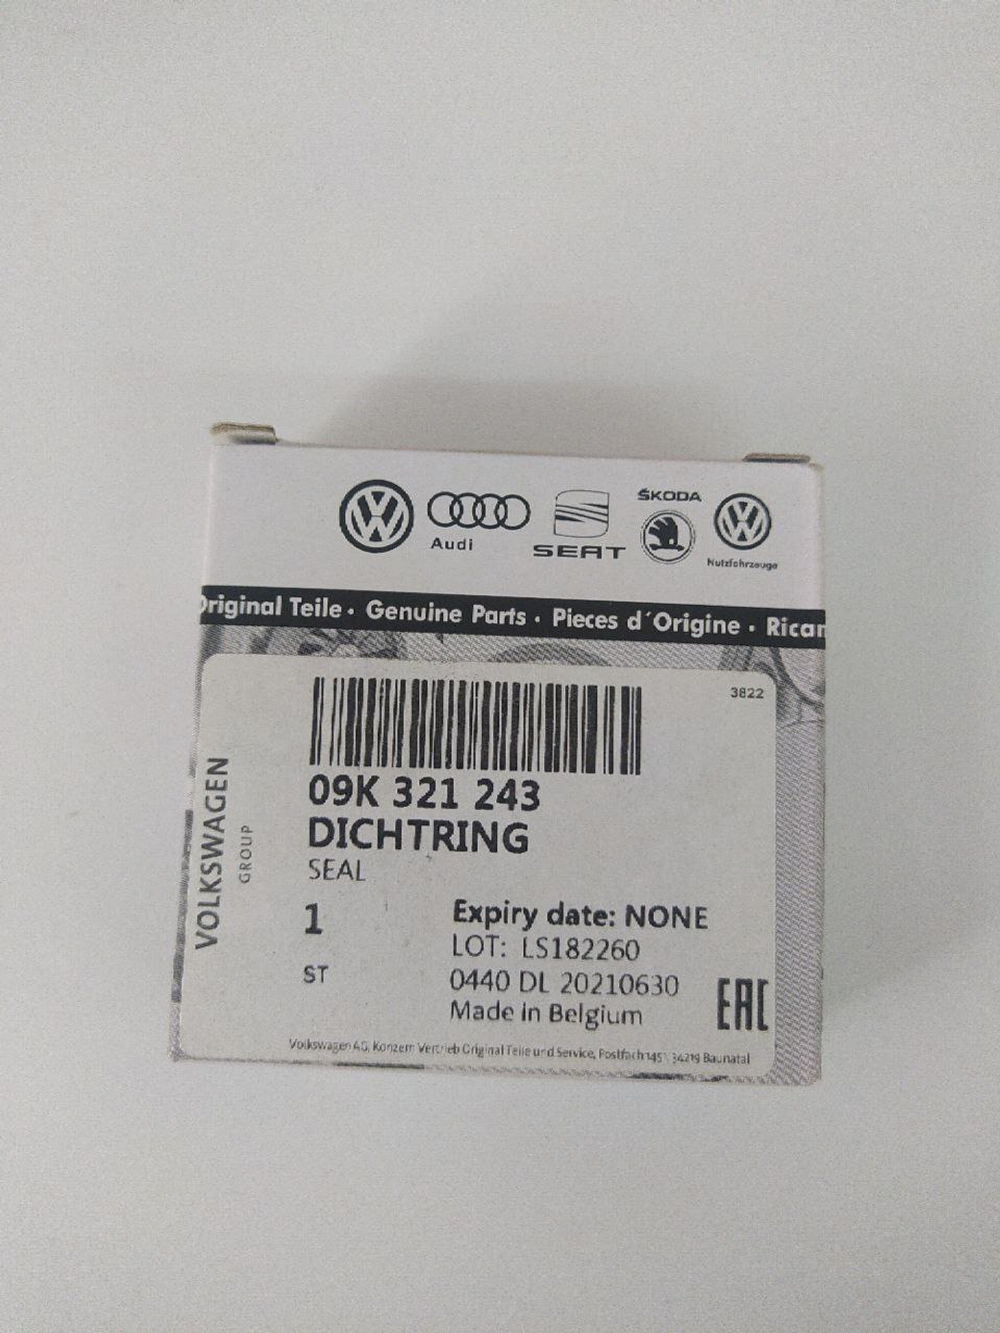 Audi
SEAT
ŠKODA
Nutzfahrzeuge
Original Teile · Genuine Parts · Pieces d´Origine · Rican
3822
VOLKSWAGEN
GROUP
09K 321 243
DICHTRING
SEAL
1
Expiry date: NONE
LOT: LS182260
ST
0440 DL 20210630
Made in Belgium
EAC
Volkswagen AG, Konzern Vertrieb Original Teile und Service, Postfach 1451, 34219 Baunatal